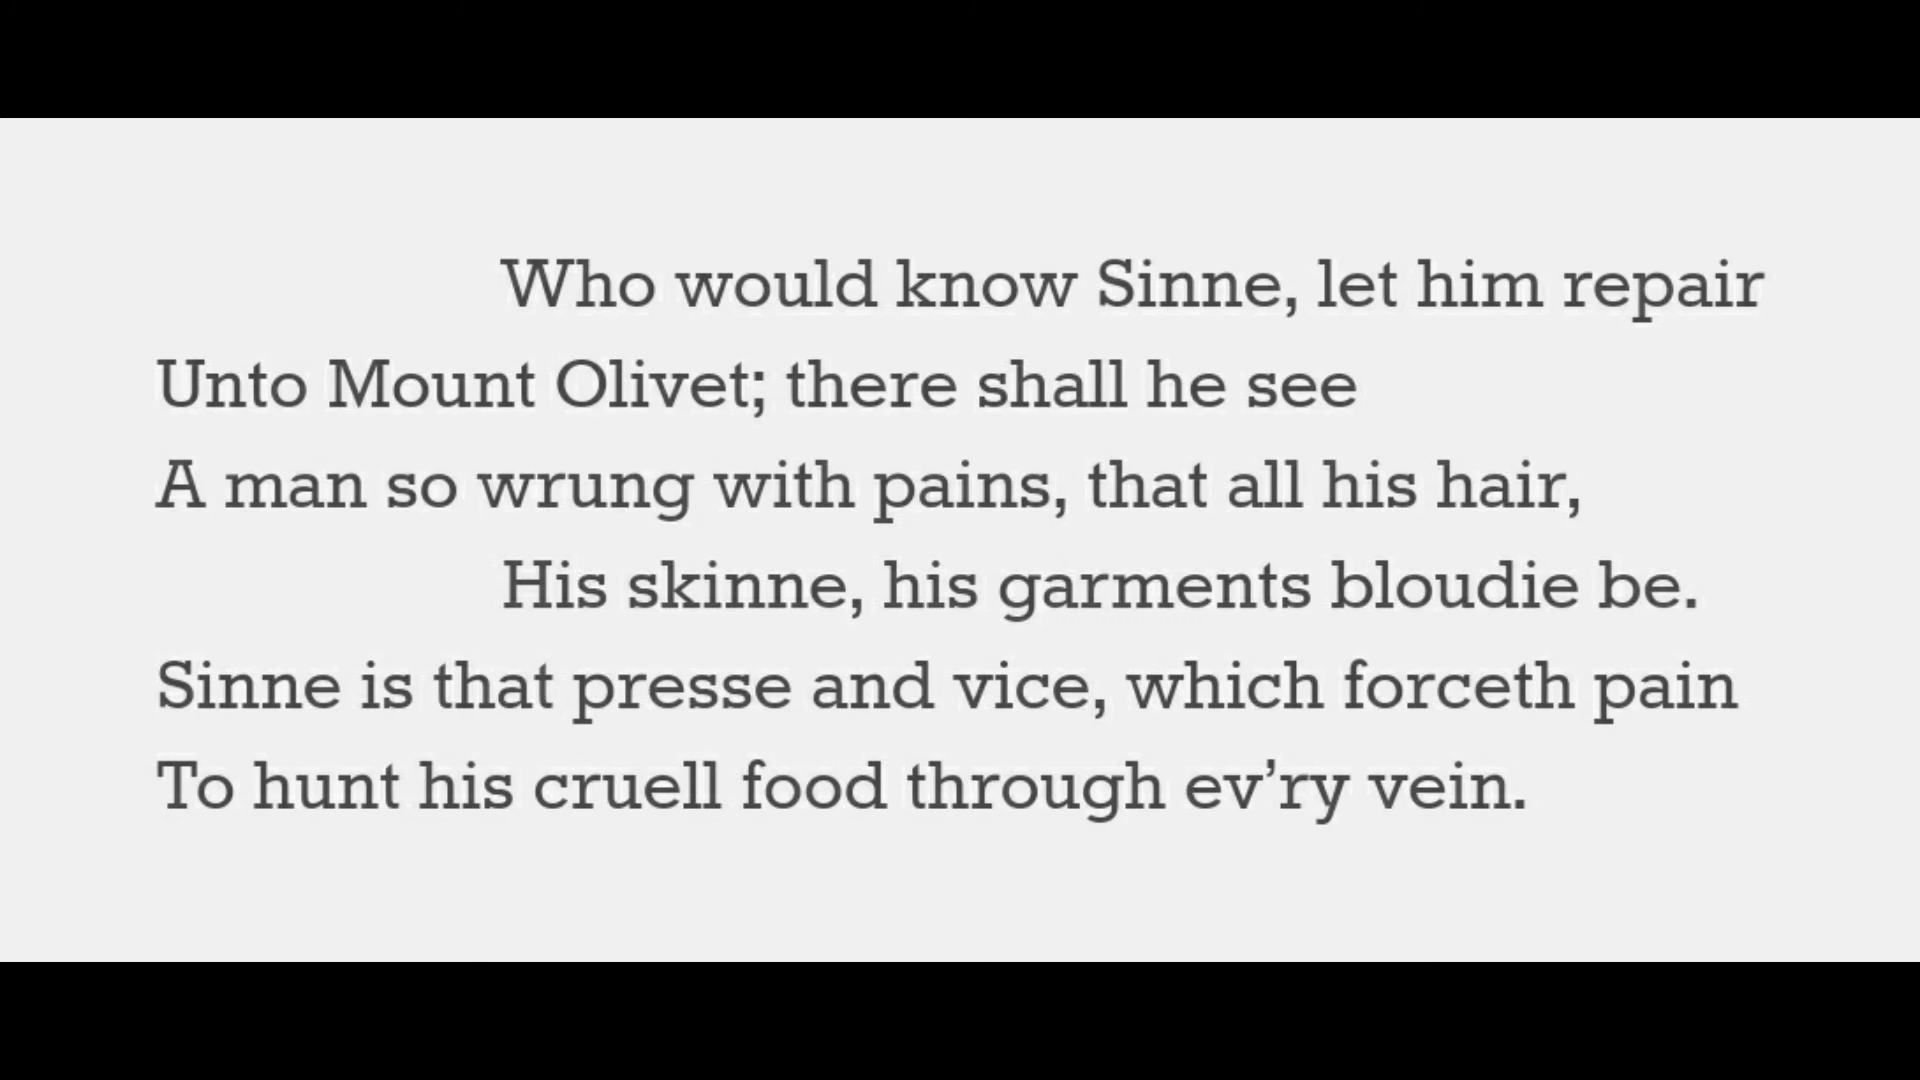 Who would know Sinne, let him repair
Unto Mount Olivet; there shall he see
A man so wrung with pains, that all his hair,
His skinne, his garments bloudie be.
Sinne is that presse and vice, which forceth pain
To hunt his cruell food through ev’ry vein.